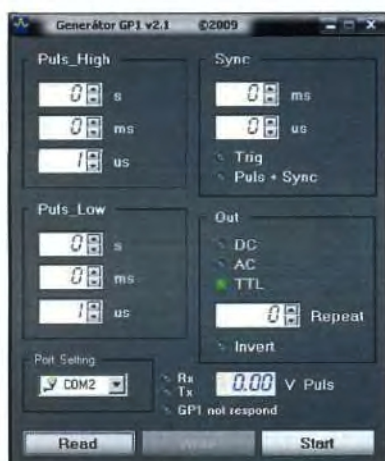 Generátor GP1 v2.1 ©2009
Puls_High
0 s
0 ms
1 us
Sync
0 ms
0 us
Trig
Puls + Sync
Puls_Low
0 s
0 ms
1 us
Out
DC
AC
TTL
0 Repeat
Invert
Port Setting
COM2
Rx
Tx
GP1 not respond
0.00 V Puls
Read
Start